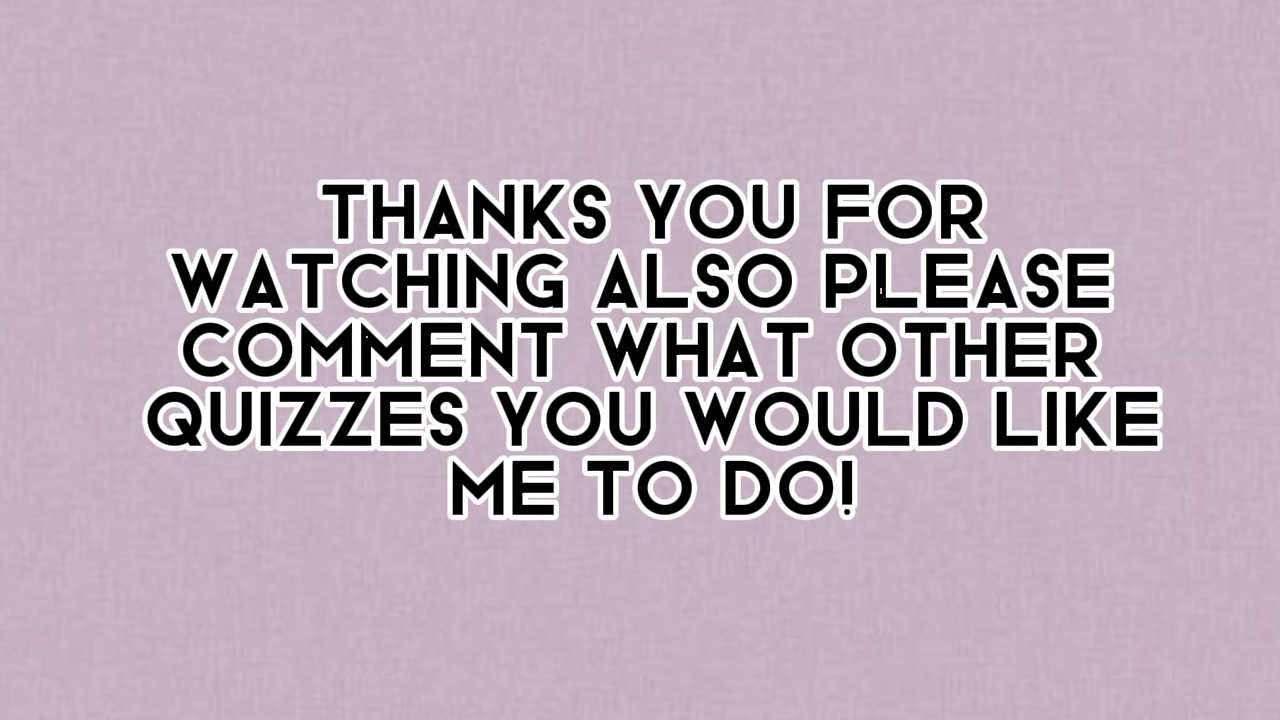 THANKS YOU FOR
WATCHING ALSO PLEASE
COMMENT WHAT OTHER
QUIZZES YOU WOULD LIKE
ME TO DO!